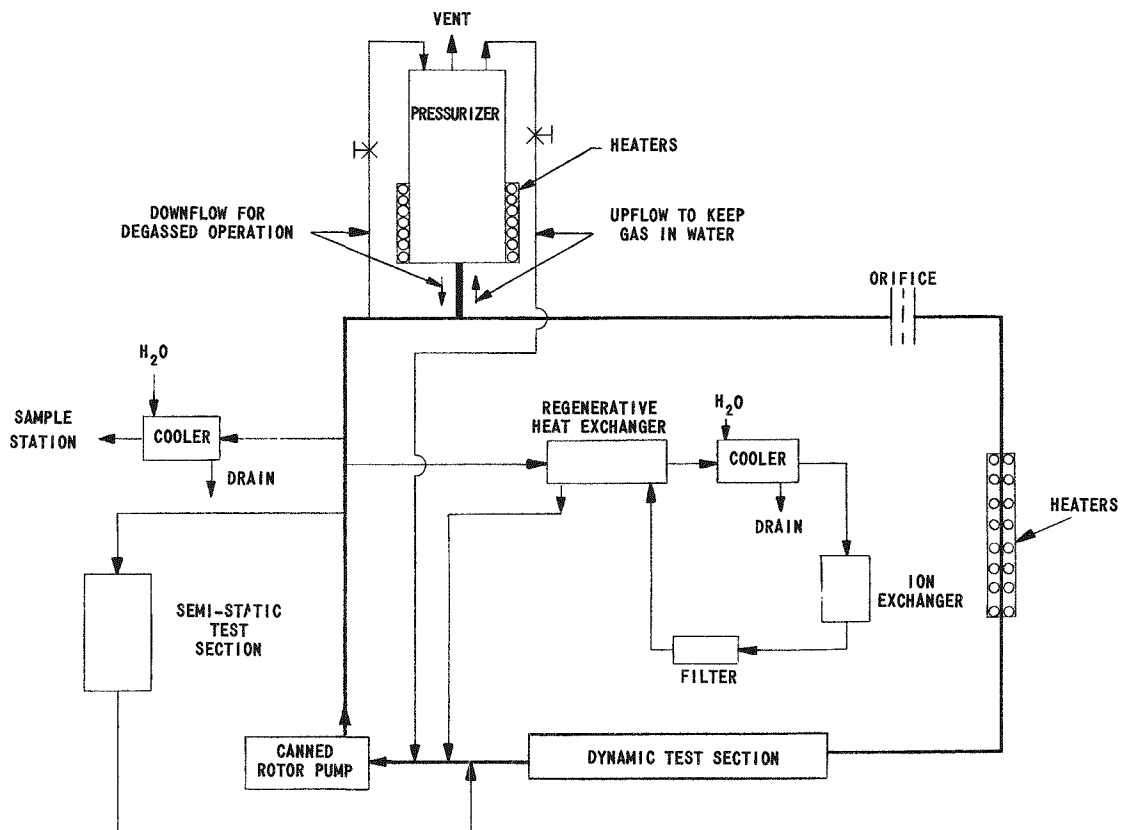 VENT
PRESSURIZER
HEATERS
DOWNFLOW FOR
DEGASSED OPERATION
UPFLOW TO KEEP
GAS IN WATER
ORIFICE
H2O
SAMPLE
STATION
COOLER
DRAIN
REGENERATIVE
HEAT EXCHANGER
H2O
COOLER
DRAIN
HEATERS
ION
EXCHANGER
SEMI-STATIC
TEST
SECTION
FILTER
CANNED
ROTOR PUMP
DYNAMIC TEST SECTION